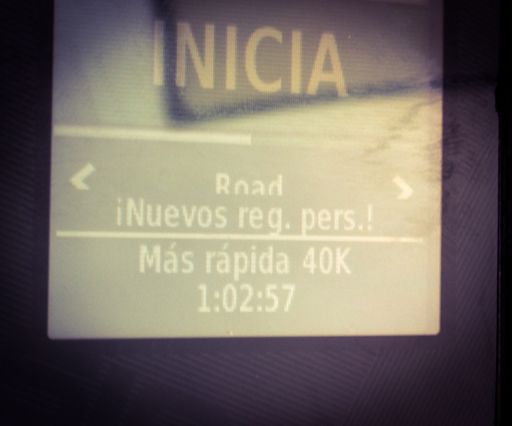 INICIA
Road
¡Nuevos reg. pers.!
Más rápida 40K
1:02:57